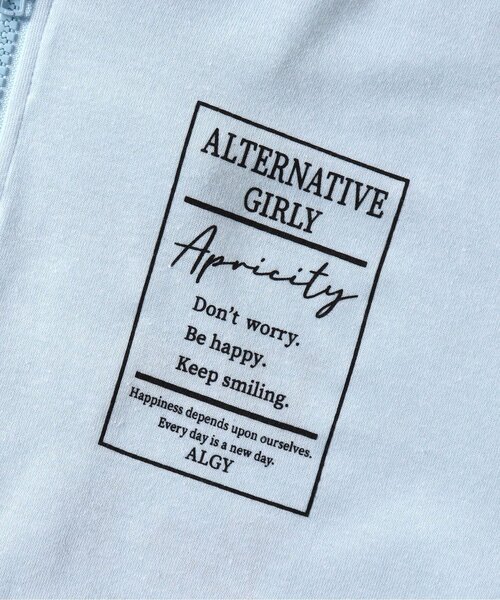 ALTERNATIVE
GIRLY
Apricity
Don't worry.
Be happy.
Keep smiling.
Happiness depends upon ourselves.
Every day is a new day.
ALGY